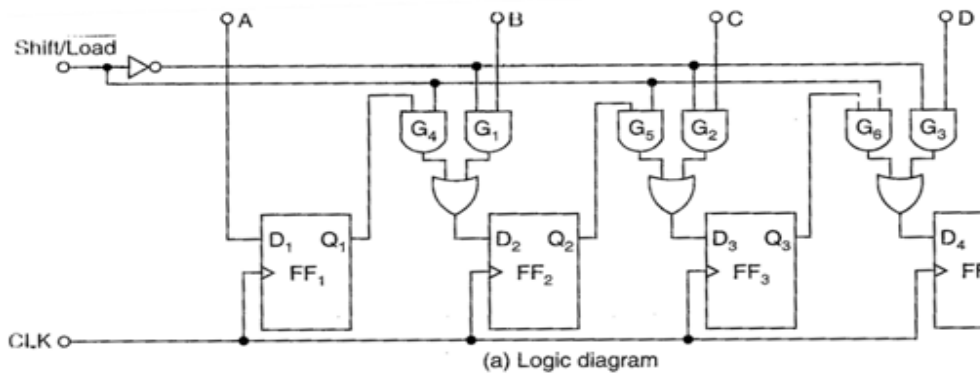 A B C D
Shift/Load
G4 G1 G5 G2 G6 G3
D1 Q1 D2 Q2 D3 Q3 D4
FF1 FF2 FF3 FF
CLK
(a) Logic diagram